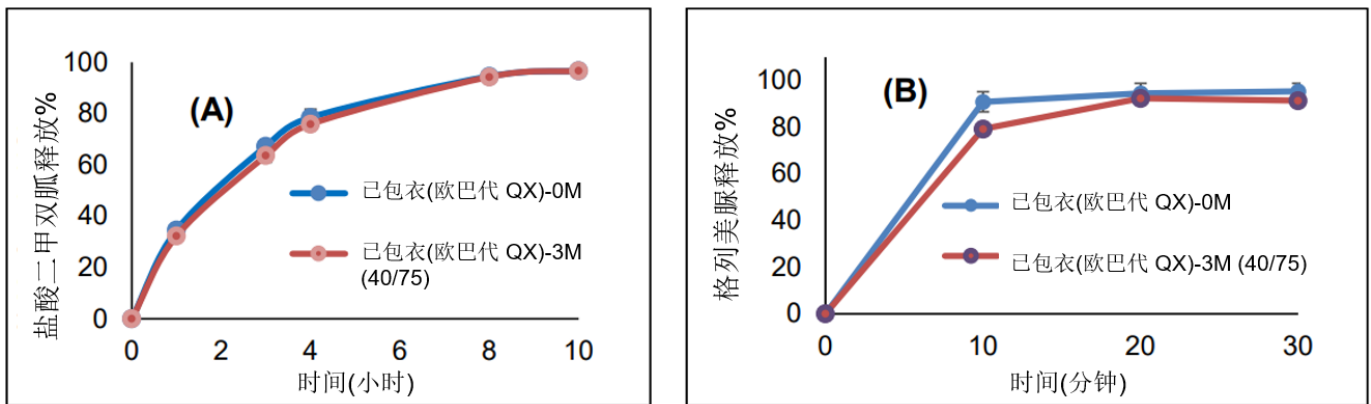 盐酸二甲双胍释放%
100
80
60
40
20
0
(A)
已包衣(欧巴代 QX)-0M
已包衣(欧巴代 QX)-3M
(40/75)
0 2 4 6 8 10
时间(小时)
格列美脲释放%
100
80
60
40
20
0
(B)
已包衣(欧巴代 QX)-0M
已包衣(欧巴代 QX)-3M (40/75)
0 10 20 30
时间(分钟)